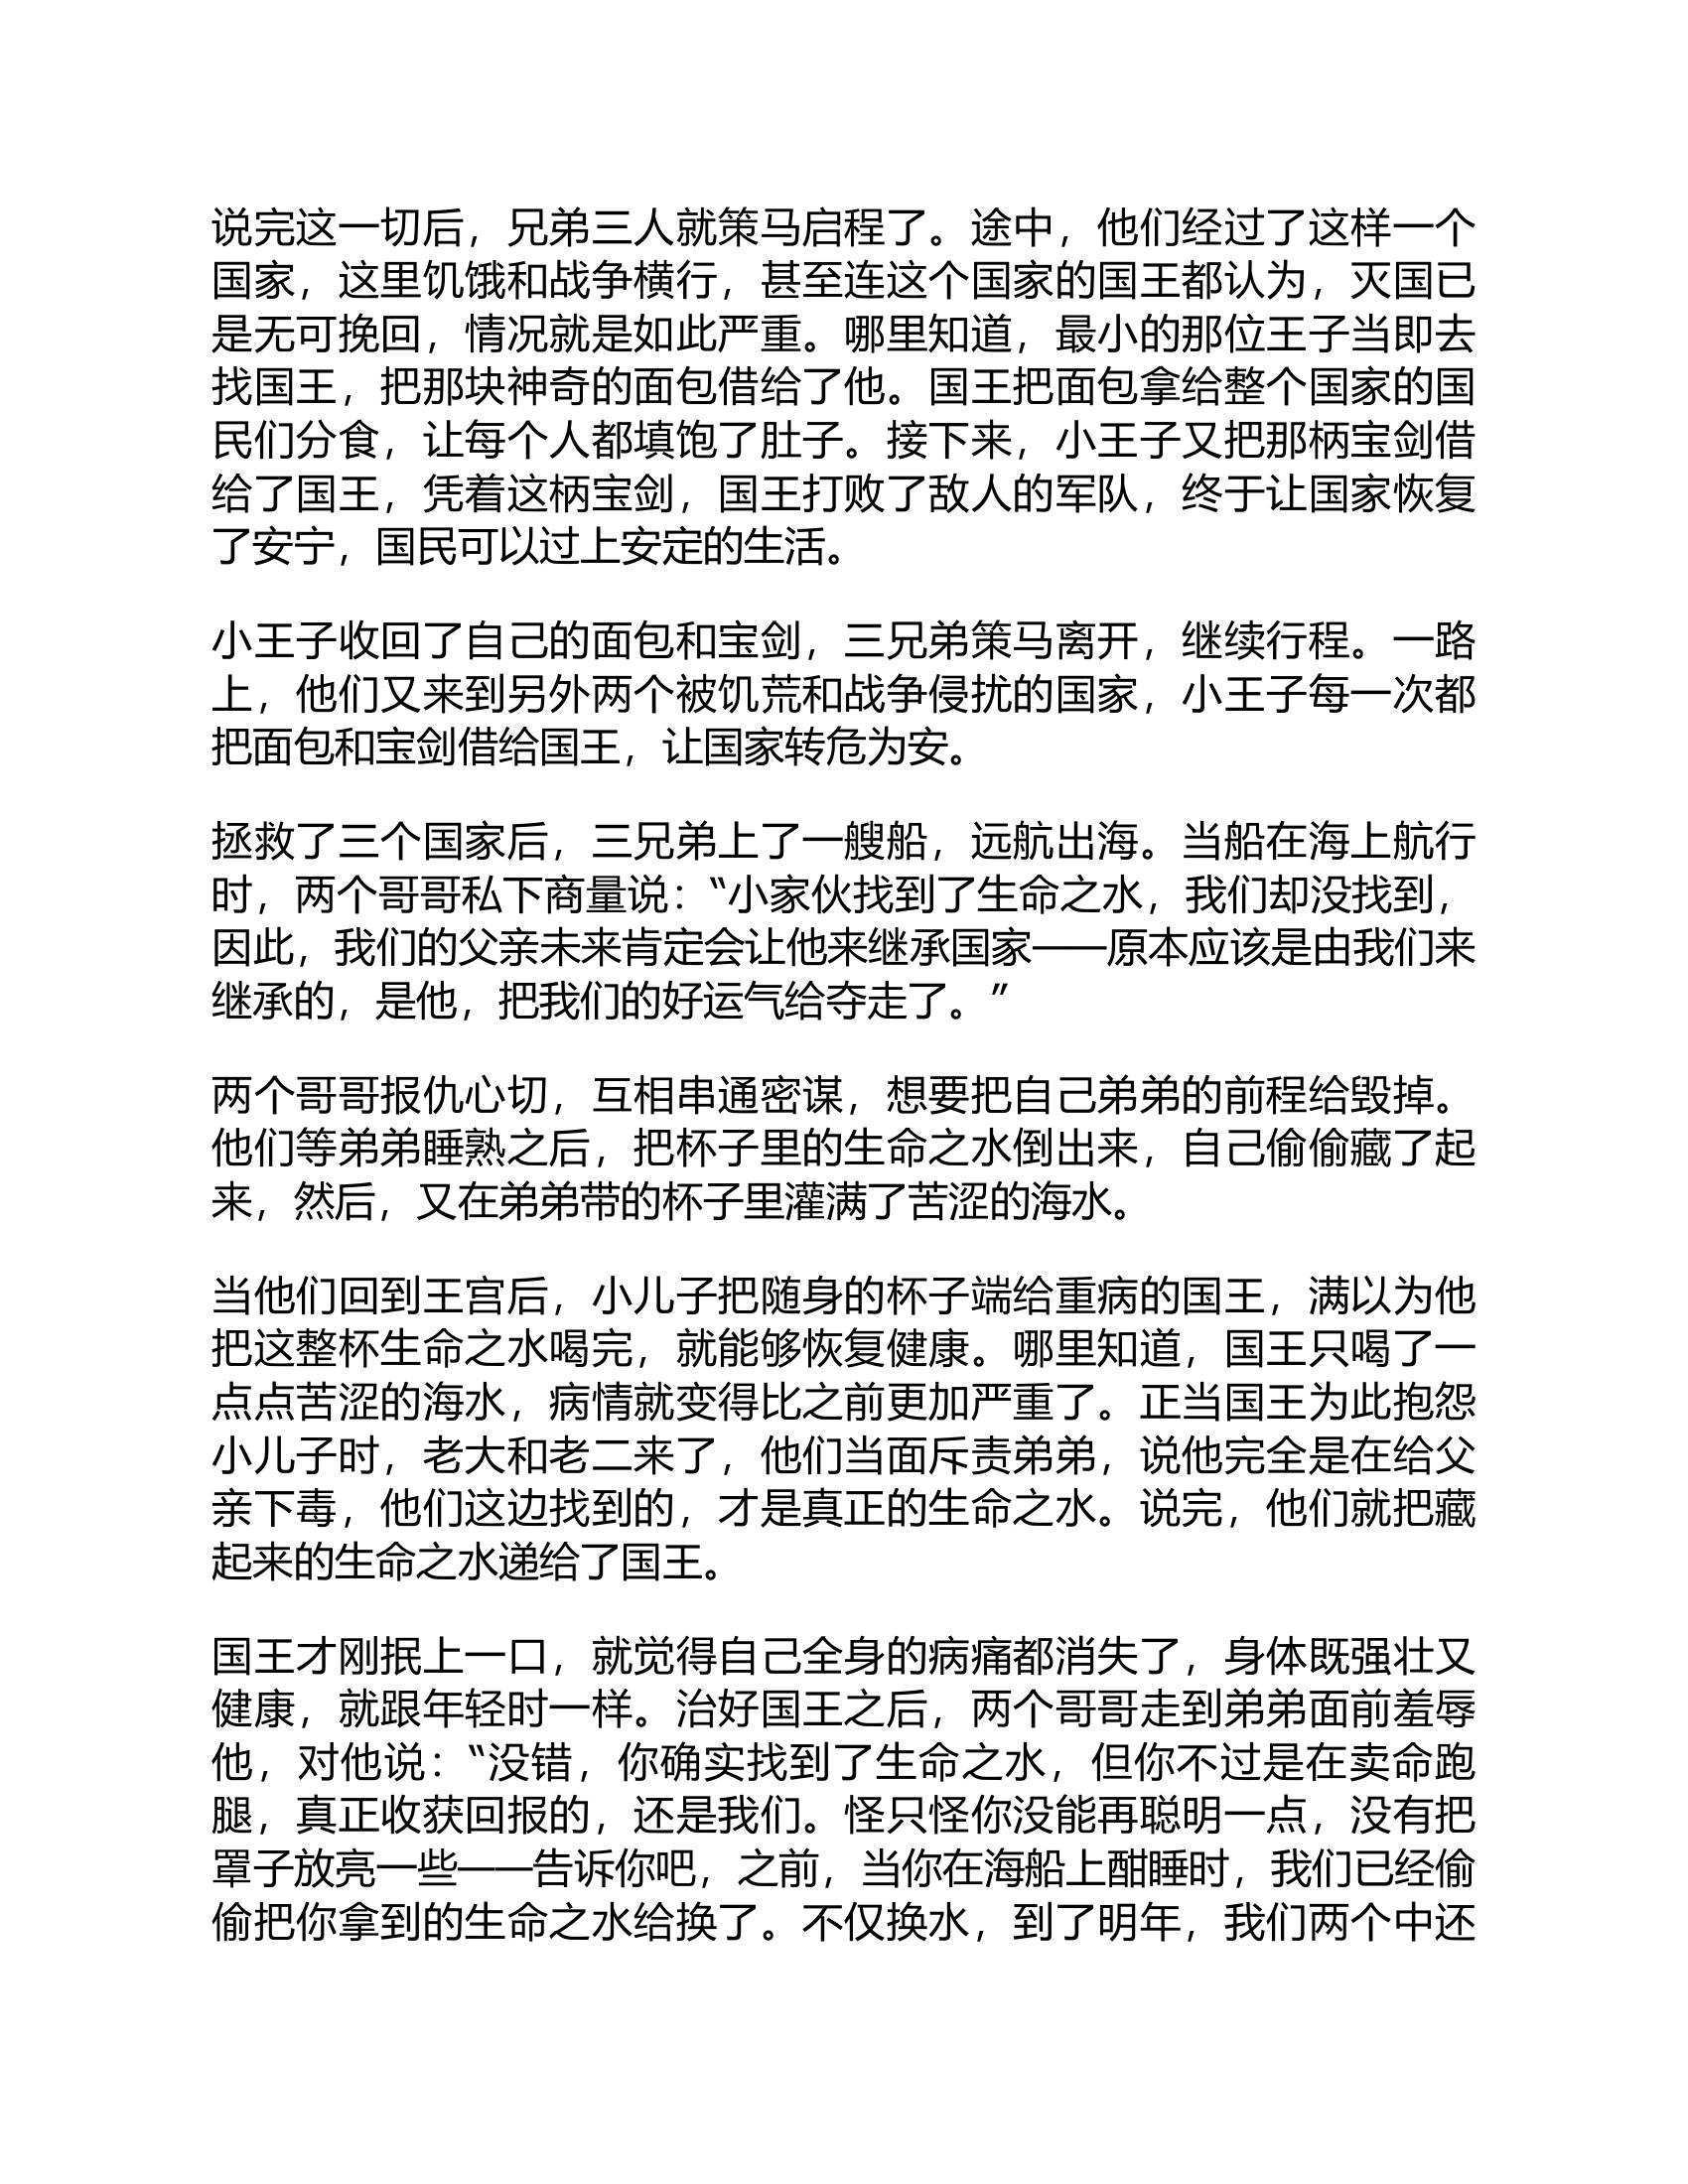 说完这一切后，兄弟三人就策马启程了。途中，他们经过了这样一个
国家，这里饥饿和战争横行，甚至连这个国家的国王都认为，灭国已
是无可挽回，情况就是如此严重。哪里知道，最小的那位王子当即去
找国王，把那块神奇的面包借给了他。国王把面包拿给整个国家的国
民们分食，让每个人都填饱了肚子。接下来，小王子又把那柄宝剑借
给了国王，凭着这柄宝剑，国王打败了敌人的军队，终于让国家恢复
了安宁，国民可以过上安定的生活。
小王子收回了自己的面包和宝剑，三兄弟策马离开，继续行程。一路
上，他们又来到另外两个被饥荒和战争侵扰的国家，小王子每一次都
把面包和宝剑借给国王，让国家转危为安。
拯救了三个国家后，三兄弟上了一艘船，远航出海。当船在海上航行
时，两个哥哥私下商量说：“小家伙找到了生命之水，我们却没找到，
因此，我们的父亲未来肯定会让他来继承国家——原本应该是由我们来
继承的，是他，把我们的好运气给夺走了。”
两个哥哥报仇心切，互相串通密谋，想要把自己弟弟的前程给毁掉。
他们等弟弟睡熟之后，把杯子里的生命之水倒出来，自己偷偷藏了起
来，然后，又在弟弟带的杯子里灌满了苦涩的海水。
当他们回到王宫后，小儿子把随身的杯子端给重病的国王，满以为他
把这整杯生命之水喝完，就能够恢复健康。哪里知道，国王只喝了一
点点苦涩的海水，病情就变得比之前更加严重了。正当国王为此抱怨
小儿子时，老大和老二来了，他们当面斥责弟弟，说他完全是在给父
亲下毒，他们这边找到的，才是真正的生命之水。说完，他们就把藏
起来的生命之水递给了国王。
国王才刚抿上一口，就觉得自己全身的病痛都消失了，身体既强壮又
健康，就跟年轻时一样。治好国王之后，两个哥哥走到弟弟面前羞辱
他，对他说：“没错，你确实找到了生命之水，但你不过是在卖命跑
腿，真正收获回报的，还是我们。怪只怪你没能再聪明一点，没有把
罩子放亮一些——告诉你吧，之前，当你在海船上酣睡时，我们已经偷
偷把你拿到的生命之水给换了。不仅换水，到了明年，我们两个中还